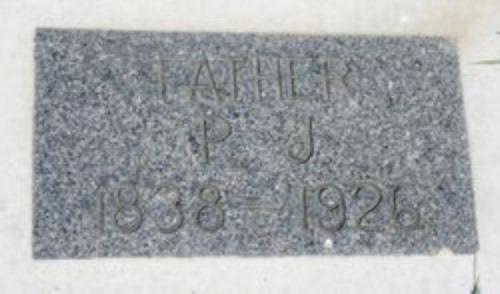 FATHER
P. J.
1838 - 1926